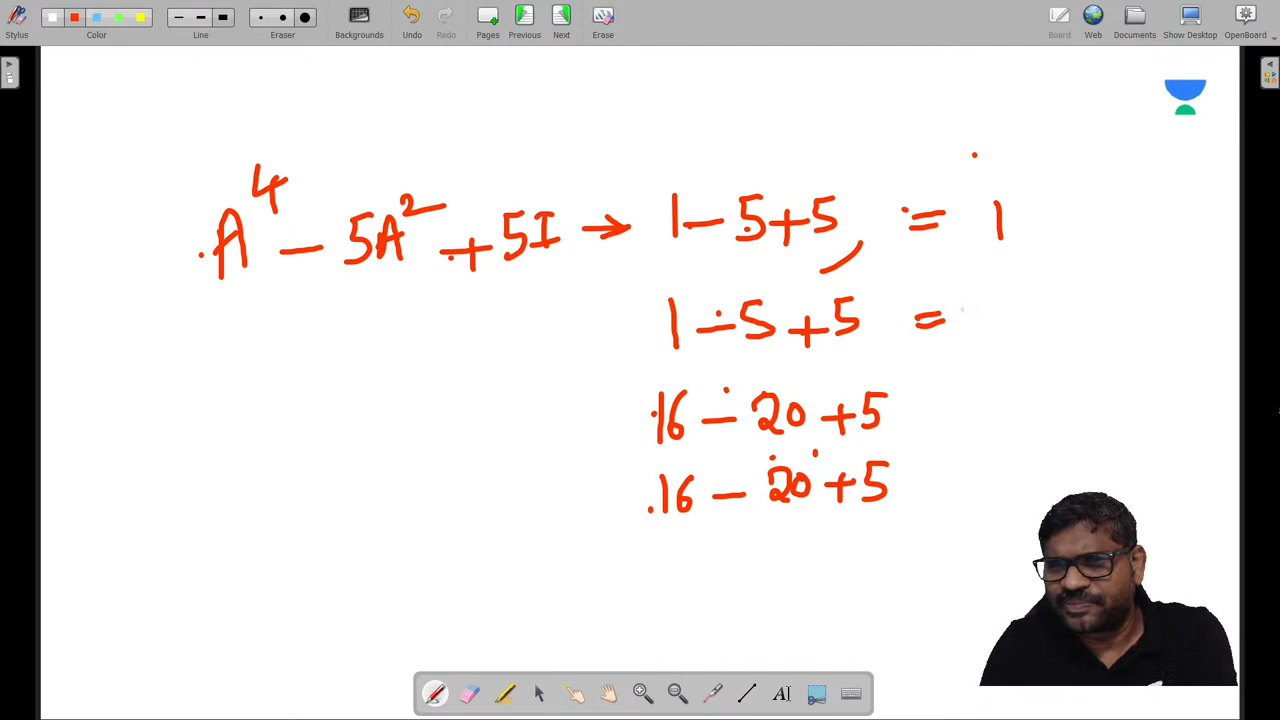 Color Line Eraser Stylus Backgrounds Undo Redo Pages Previous Next Erase Board Web Documents Show Desktop OpenBoard
A⁴ − 5A² + 5I → 1 − 5 + 5 = 1
1 − 5 + 5 =
16 − 20 + 5
16 − 20 + 5